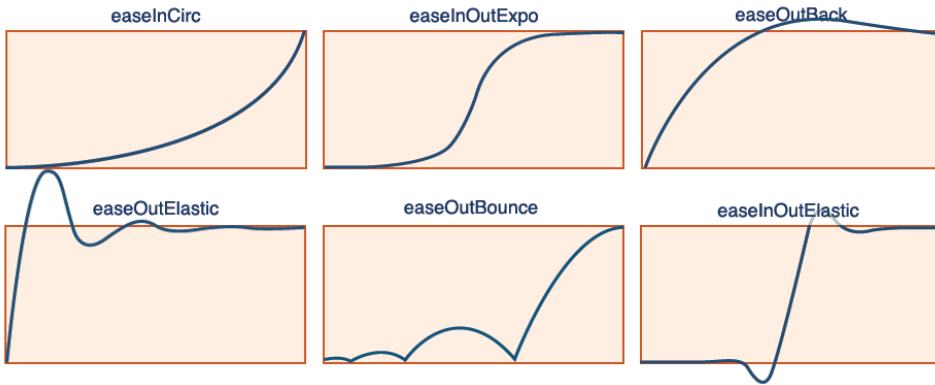 easeInCirc
easeInOutExpo
easeOutBack
easeOutElastic
easeOutBounce
easeInOutElastic